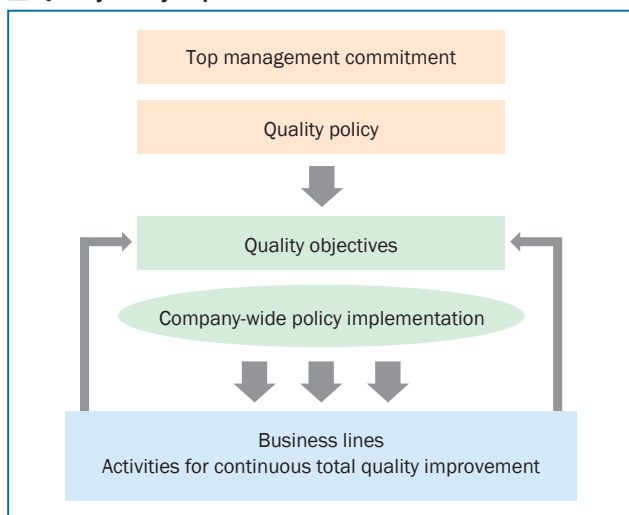 Top management commitment
Quality policy
Quality objectives
Company-wide policy implementation
Business lines
Activities for continuous total quality improvement